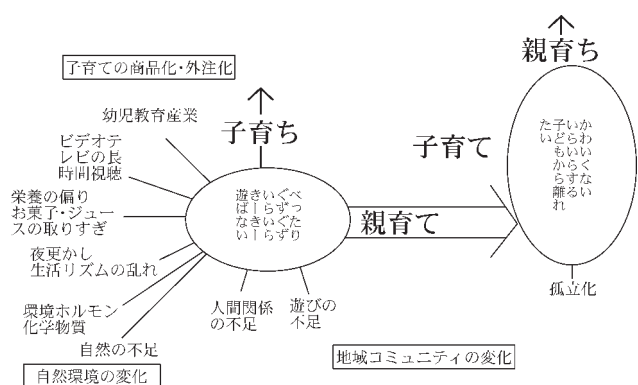 親育ち
子育ての商品化・外注化
幼児教育産業
子育ち
子育て
かわいくない
いらいらする
子どもから離れ
たい
ビデオテ
レビの長
時間視聴
べつたり
ぐずぐず
いらいら
きーきー
遊ばない
親育て
栄養の偏り
お菓子・ジュー
スの取りすぎ
夜更かし
生活リズムの乱れ
孤立化
環境ホルモン
化学物質
人間関係
の不足
遊びの
不足
自然の不足
地域コミュニティの変化
自然環境の変化